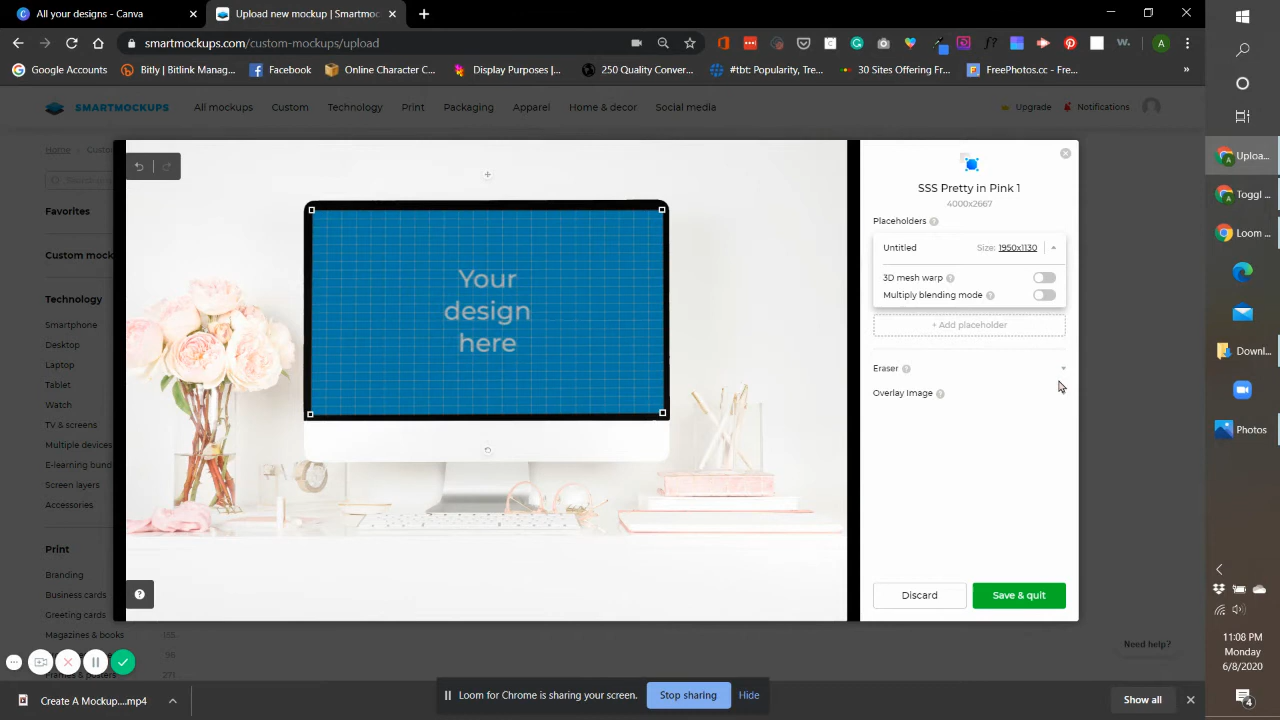 All your designs - Canva
Upload new mockup | Smartmoc
smartmockups.com/custom-mockups/upload
A
Google Accounts
Bitly | Bitlink Manag...
Facebook
Online Character C...
Display Purposes |...
250 Quality Conver...
#tbt: Popularity, Tre...
30 Sites Offering Fr...
FreePhotos.cc - Fre...
SMARTMOCKUPS
All mockups
Custom
Technology
Print
Packaging
Apparel
Home & decor
Social media
Upgrade
Notifications
Home
Favorites
Custom mock
Technology
Smartphone
Desktop
Laptop
Tablet
Watch
TV & screens
Multiple devices
E-learning bund
Screen layers
Accessories
Print
Branding
Business cards
Greeting cards
Magazines & books
Your
design
here
SSS Pretty in Pink 1
4000x2667
Placeholders ?
Untitled
Size: 1950x1130
3D mesh warp ?
Multiply blending mode ?
+ Add placeholder
Eraser ?
Overlay Image ?
Discard
Save & quit
Need help?
Loom for Chrome is sharing your screen.
Stop sharing
Hide
Create A Mockup....mp4
Show all
Uploa...
Toggl ...
Loom ...
Downl...
Photos
11:08 PM
Monday
6/8/2020
4